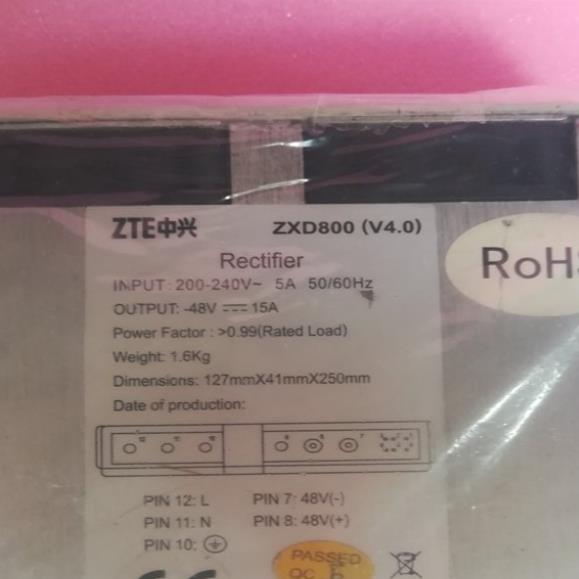 ZTE中兴 ZXD800 (V4.0)
Rectifier
RoHS
INPUT: 200-240V~ 5A 50/60Hz
OUTPUT: -48V 15A
Power Factor : >0.99(Rated Load)
Weight: 1.6Kg
Dimensions: 127mmX41mmX250mm
Date of production:
PIN 12: L PIN 7: 48V(-)
PIN 11: N PIN 8: 48V(+)
PIN 10:
PASSED
QC
CE